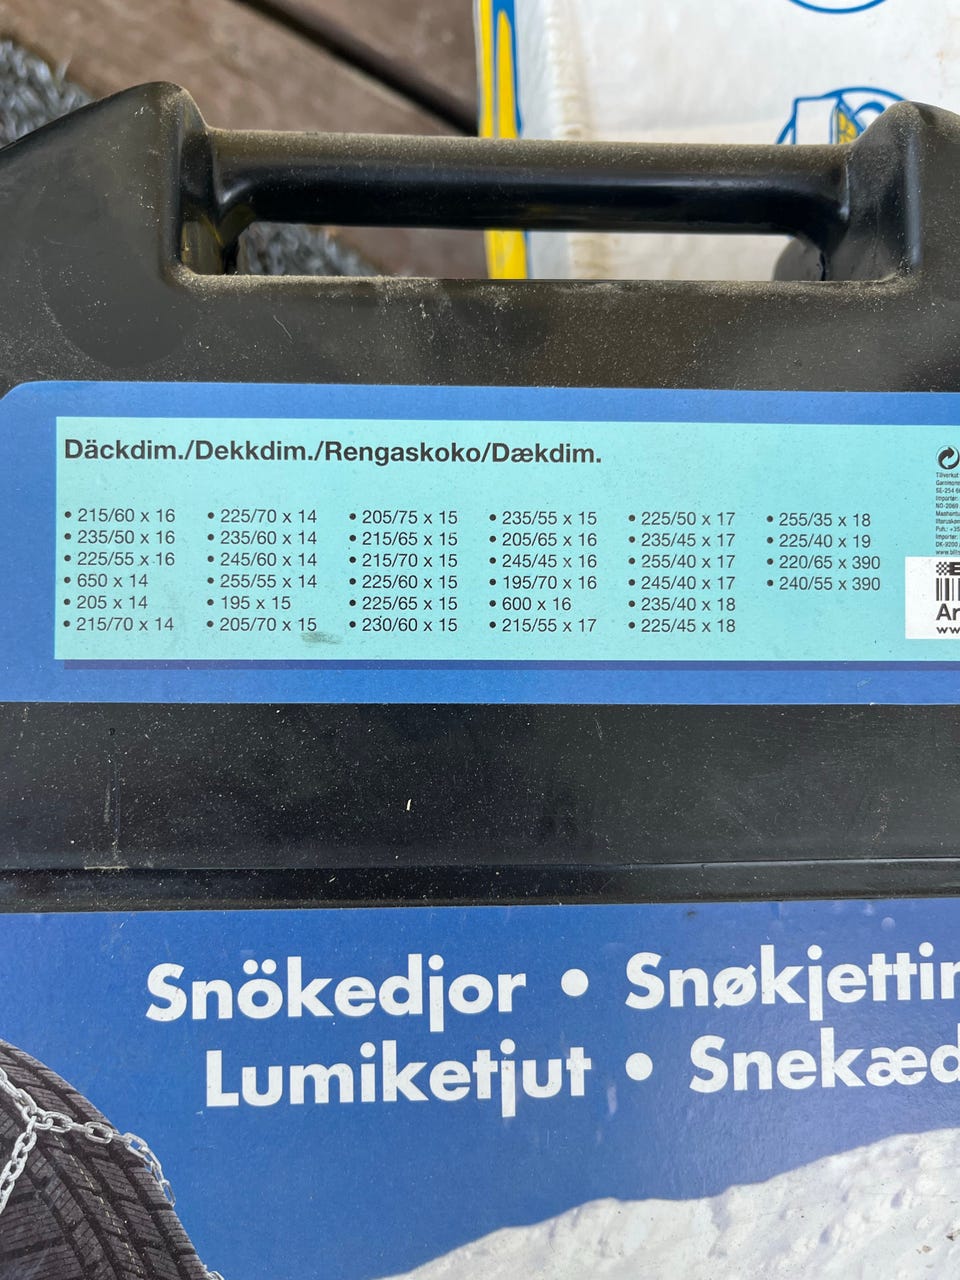 Däckdim./Dekkdim./Rengaskoko/Dækdim.
• 215/60 x 16
• 235/50 x 16
• 225/55 x 16
• 650 x 14
• 205 x 14
• 215/70 x 14
• 225/70 x 14
• 235/60 x 14
• 245/60 x 14
• 255/55 x 14
• 195 x 15
• 205/70 x 15
• 205/75 x 15
• 215/65 x 15
• 215/70 x 15
• 225/60 x 15
• 225/65 x 15
• 230/60 x 15
• 235/55 x 15
• 205/65 x 16
• 245/45 x 16
• 195/70 x 16
• 600 x 16
• 215/55 x 17
• 225/50 x 17
• 235/45 x 17
• 255/40 x 17
• 245/40 x 17
• 235/40 x 18
• 225/45 x 18
• 255/35 x 18
• 225/40 x 19
• 220/65 x 390
• 240/55 x 390
Snökedjor • Snøkjettin
Lumiketjut • Snekæd